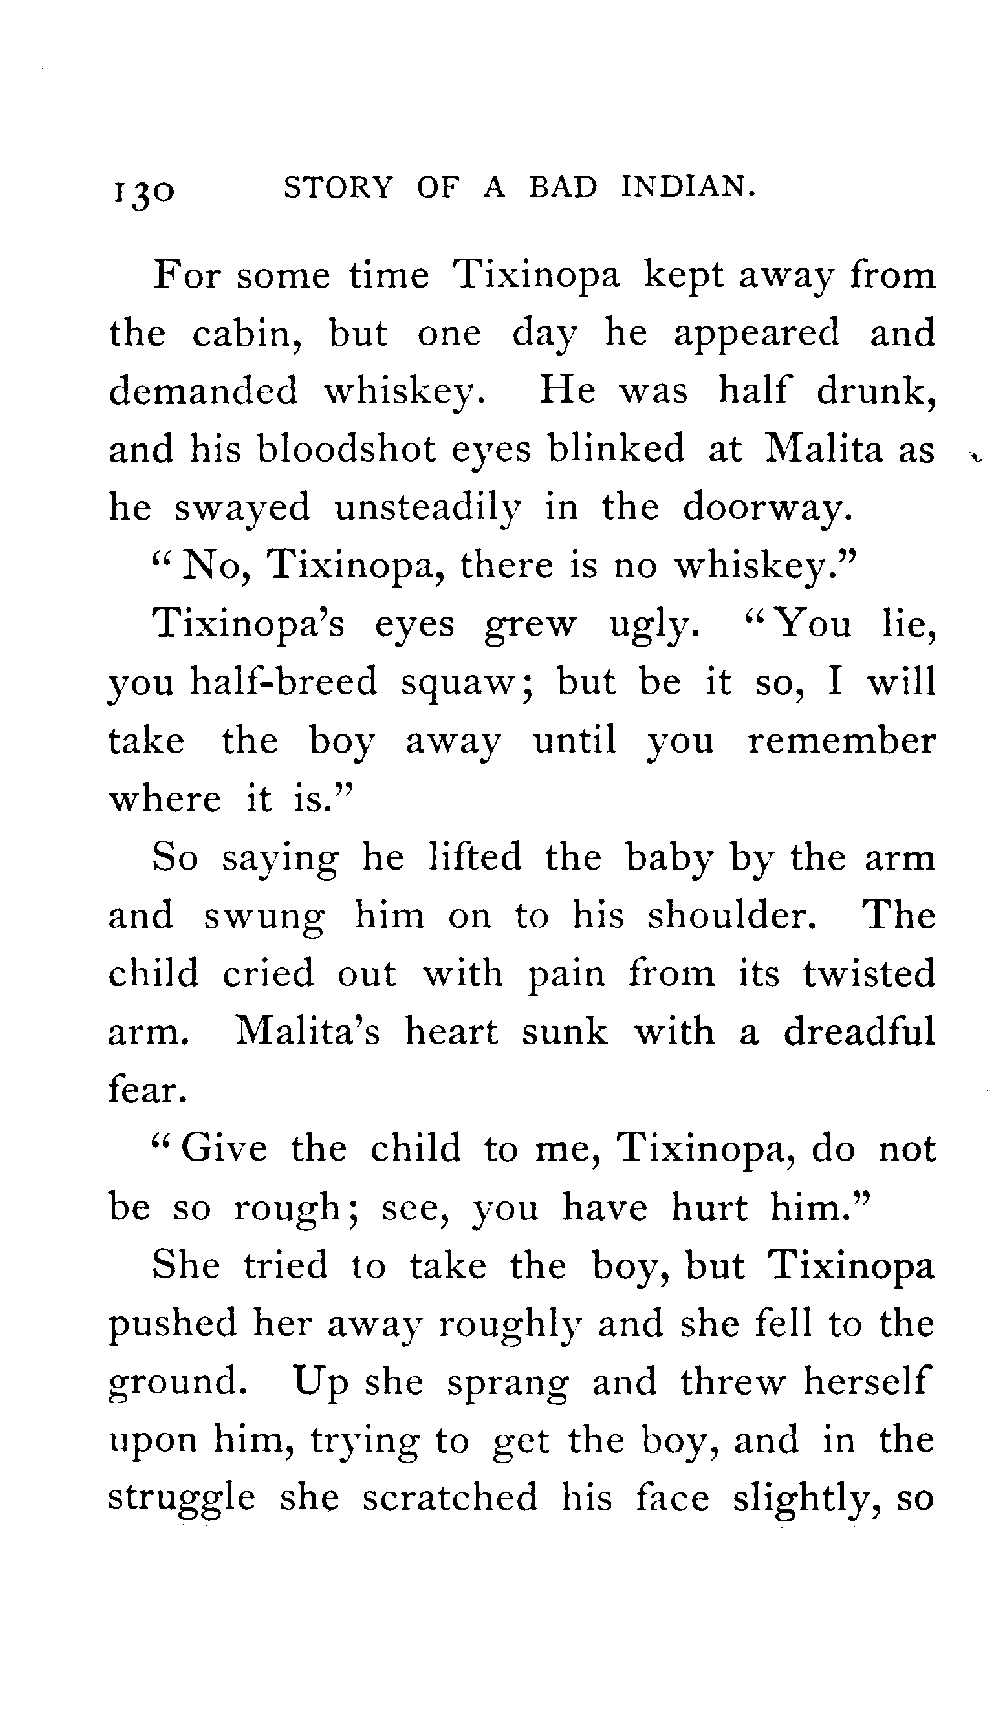 130 STORY OF A BAD INDIAN.
For some time Tixinopa kept away from
the cabin, but one day he appeared and
demanded whiskey. He was half drunk,
and his bloodshot eyes blinked at Malita as
he swayed unsteadily in the doorway.
“No, Tixinopa, there is no whiskey.”
Tixinopa’s eyes grew ugly. “You lie,
you half-breed squaw; but be it so, I will
take the boy away until you remember
where it is.”
So saying he lifted the baby by the arm
and swung him on to his shoulder. The
child cried out with pain from its twisted
arm. Malita’s heart sunk with a dreadful
fear.
“Give the child to me, Tixinopa, do not
be so rough; see, you have hurt him.”
She tried to take the boy, but Tixinopa
pushed her away roughly and she fell to the
ground. Up she sprang and threw herself
upon him, trying to get the boy, and in the
struggle she scratched his face slightly, so